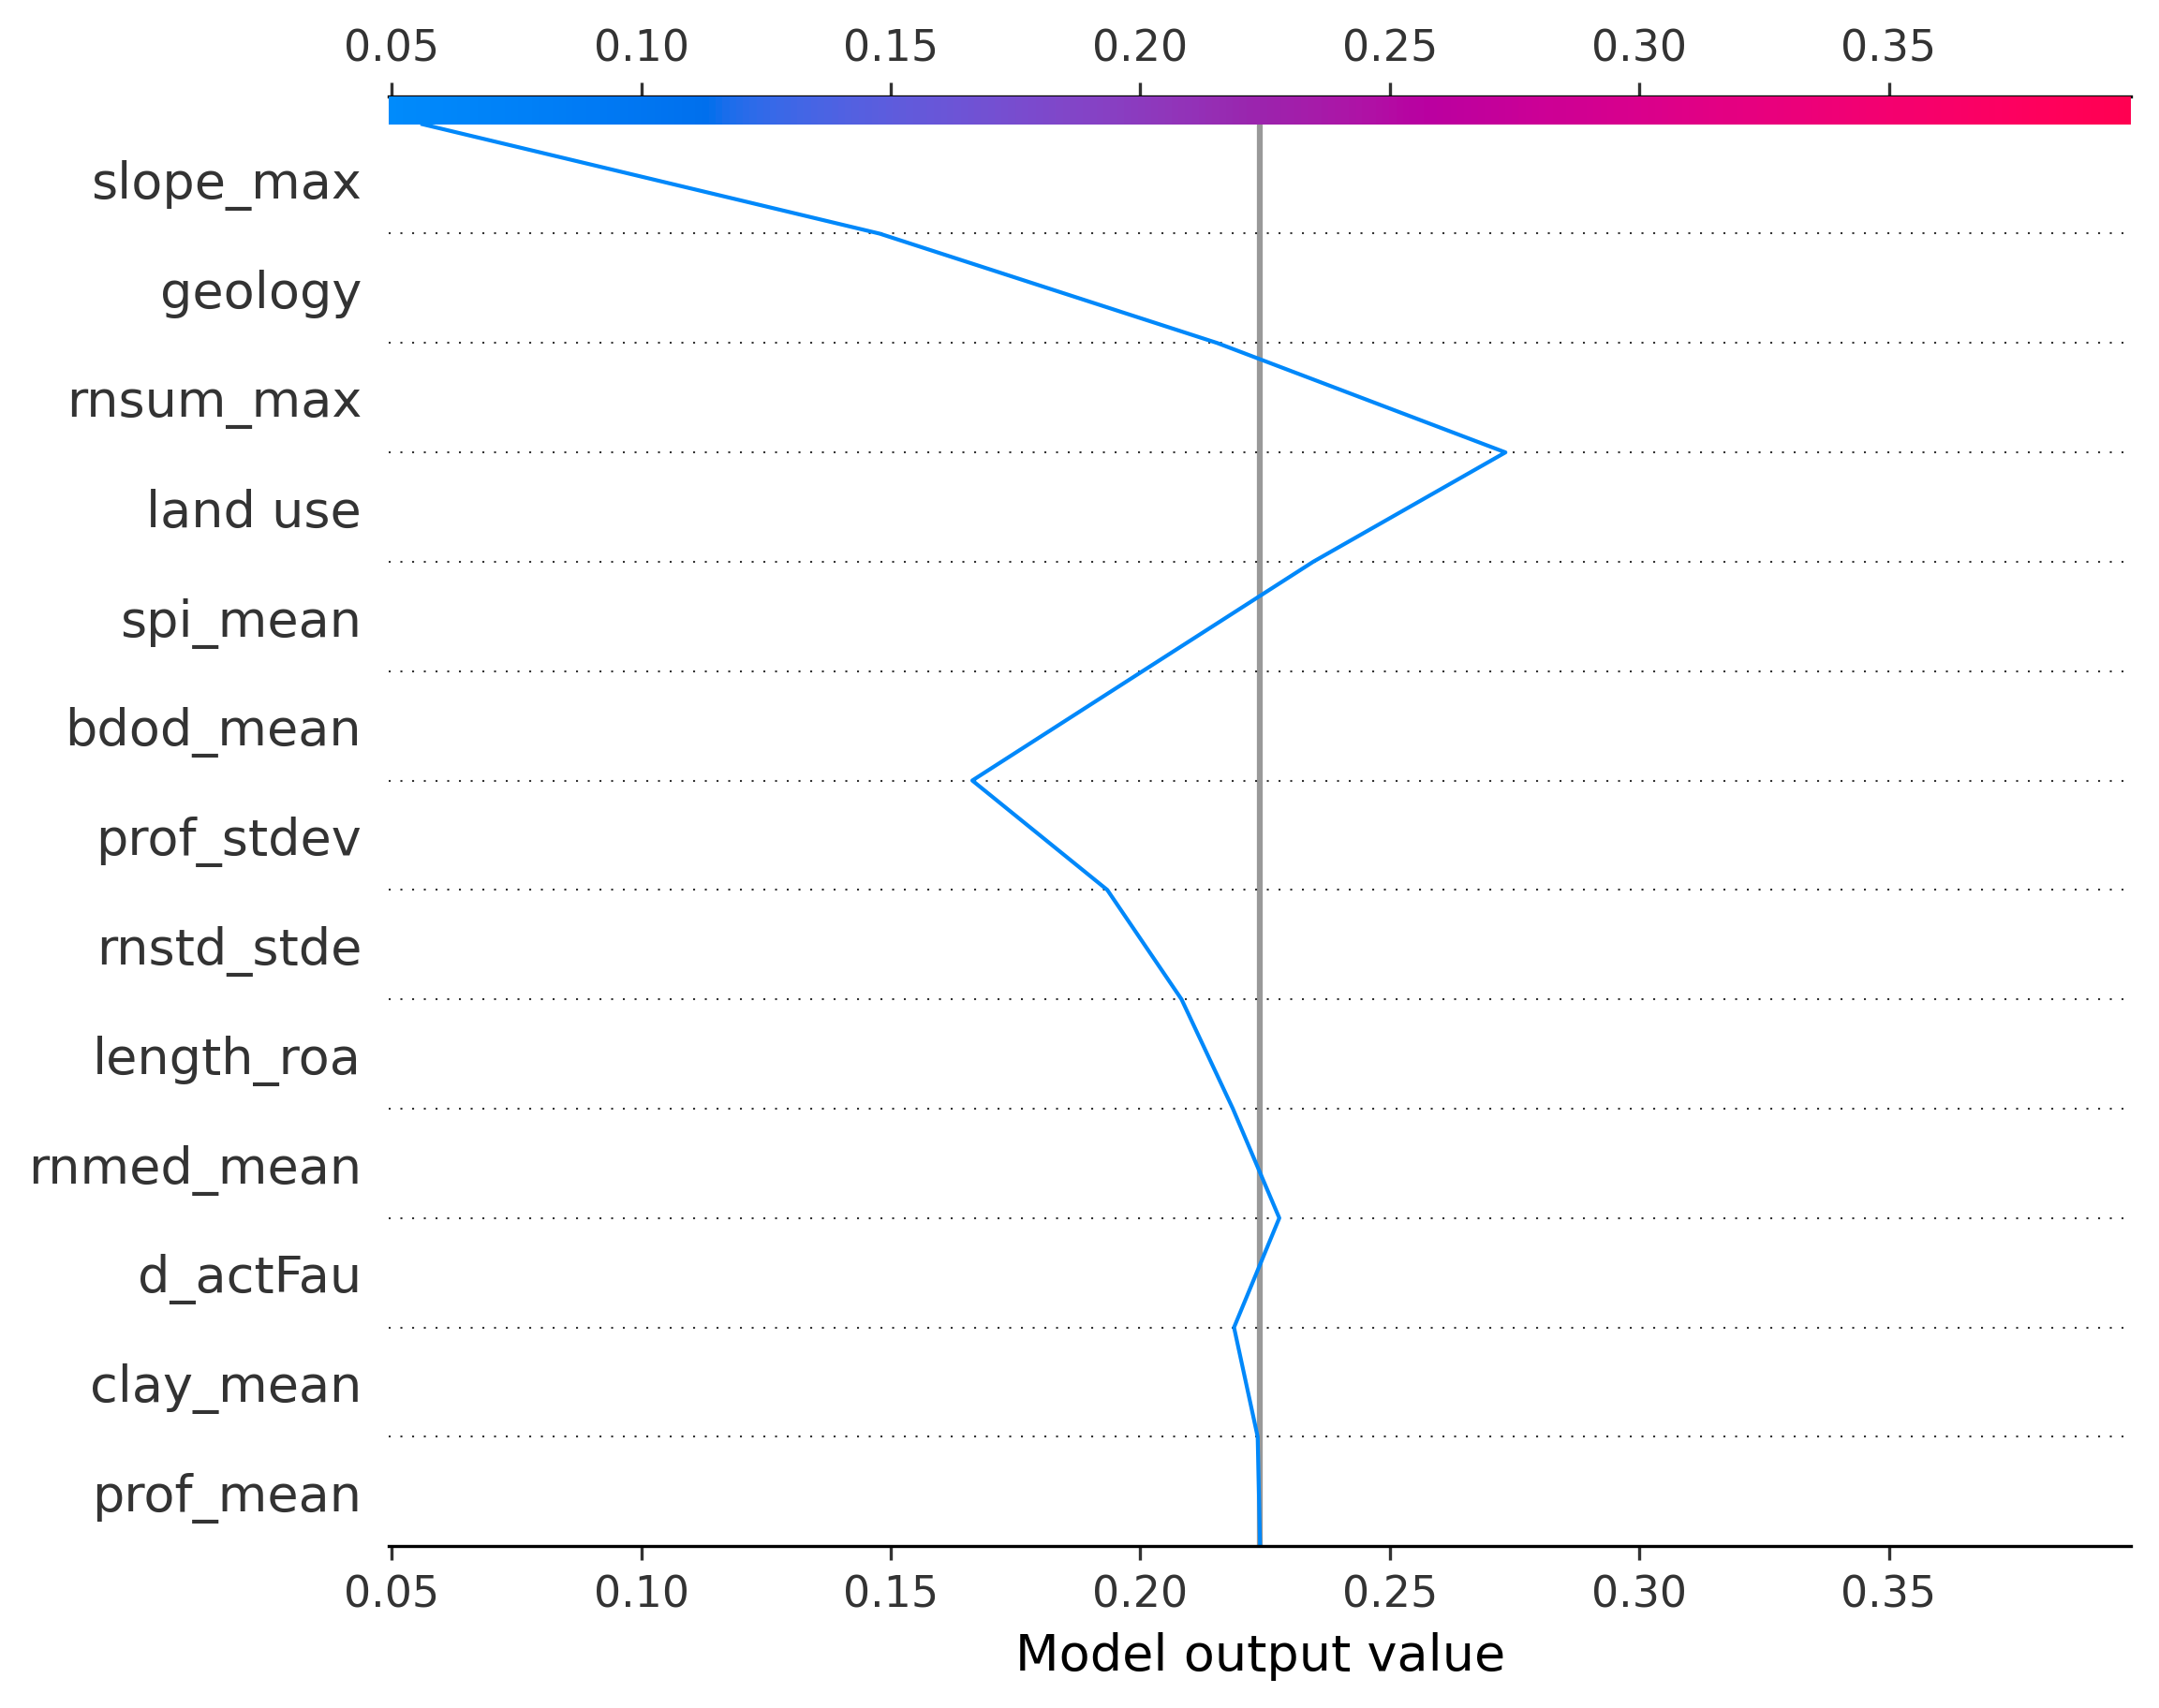 0.05 0.10 0.15 0.20 0.25 0.30 0.35
slope_max
geology
rnsum_max
land use
spi_mean
bdod_mean
prof_stdev
rnstd_stde
length_roa
rnmed_mean
d_actFau
clay_mean
prof_mean
0.05 0.10 0.15 0.20 0.25 0.30 0.35
Model output value